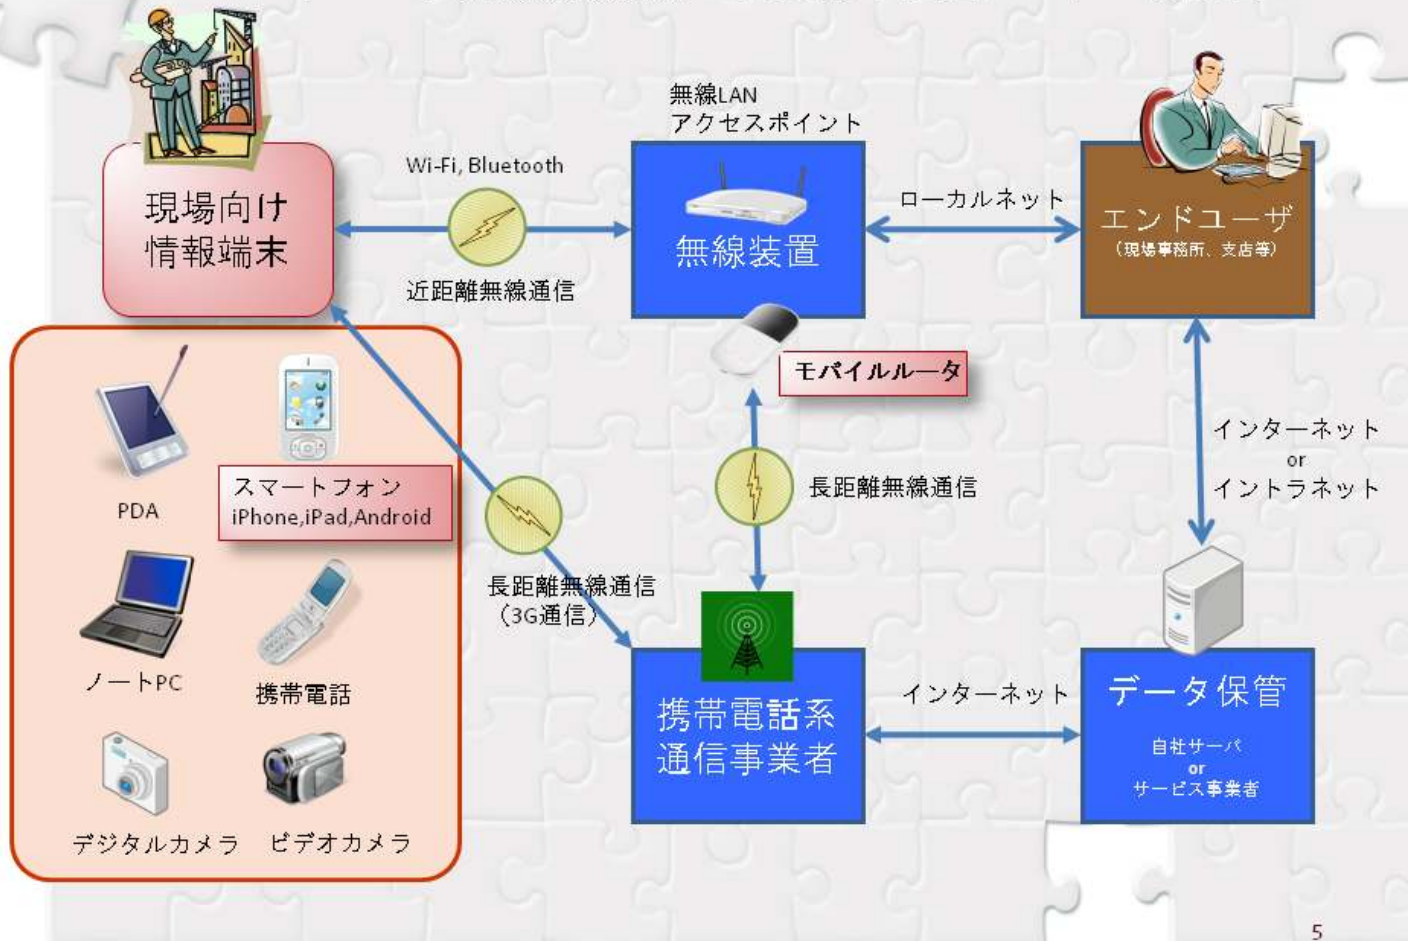 無線LAN
アクセスポイント
Wi-Fi, Bluetooth
現場向け
情報端末
近距離無線通信
無線装置
ローカルネット
エンドユーザ
(現場事務所、支店等)
モバイルルータ
PDA
スマートフォン
iPhone,iPad,Android
長距離無線通信
インターネット
or
イントラネット
ノートPC
携帯電話
長距離無線通信
(3G通信)
携帯電話系
通信事業者
インターネット
データ保管
自社サーバ
or
サービス事業者
デジタルカメラ
ビデオカメラ
5